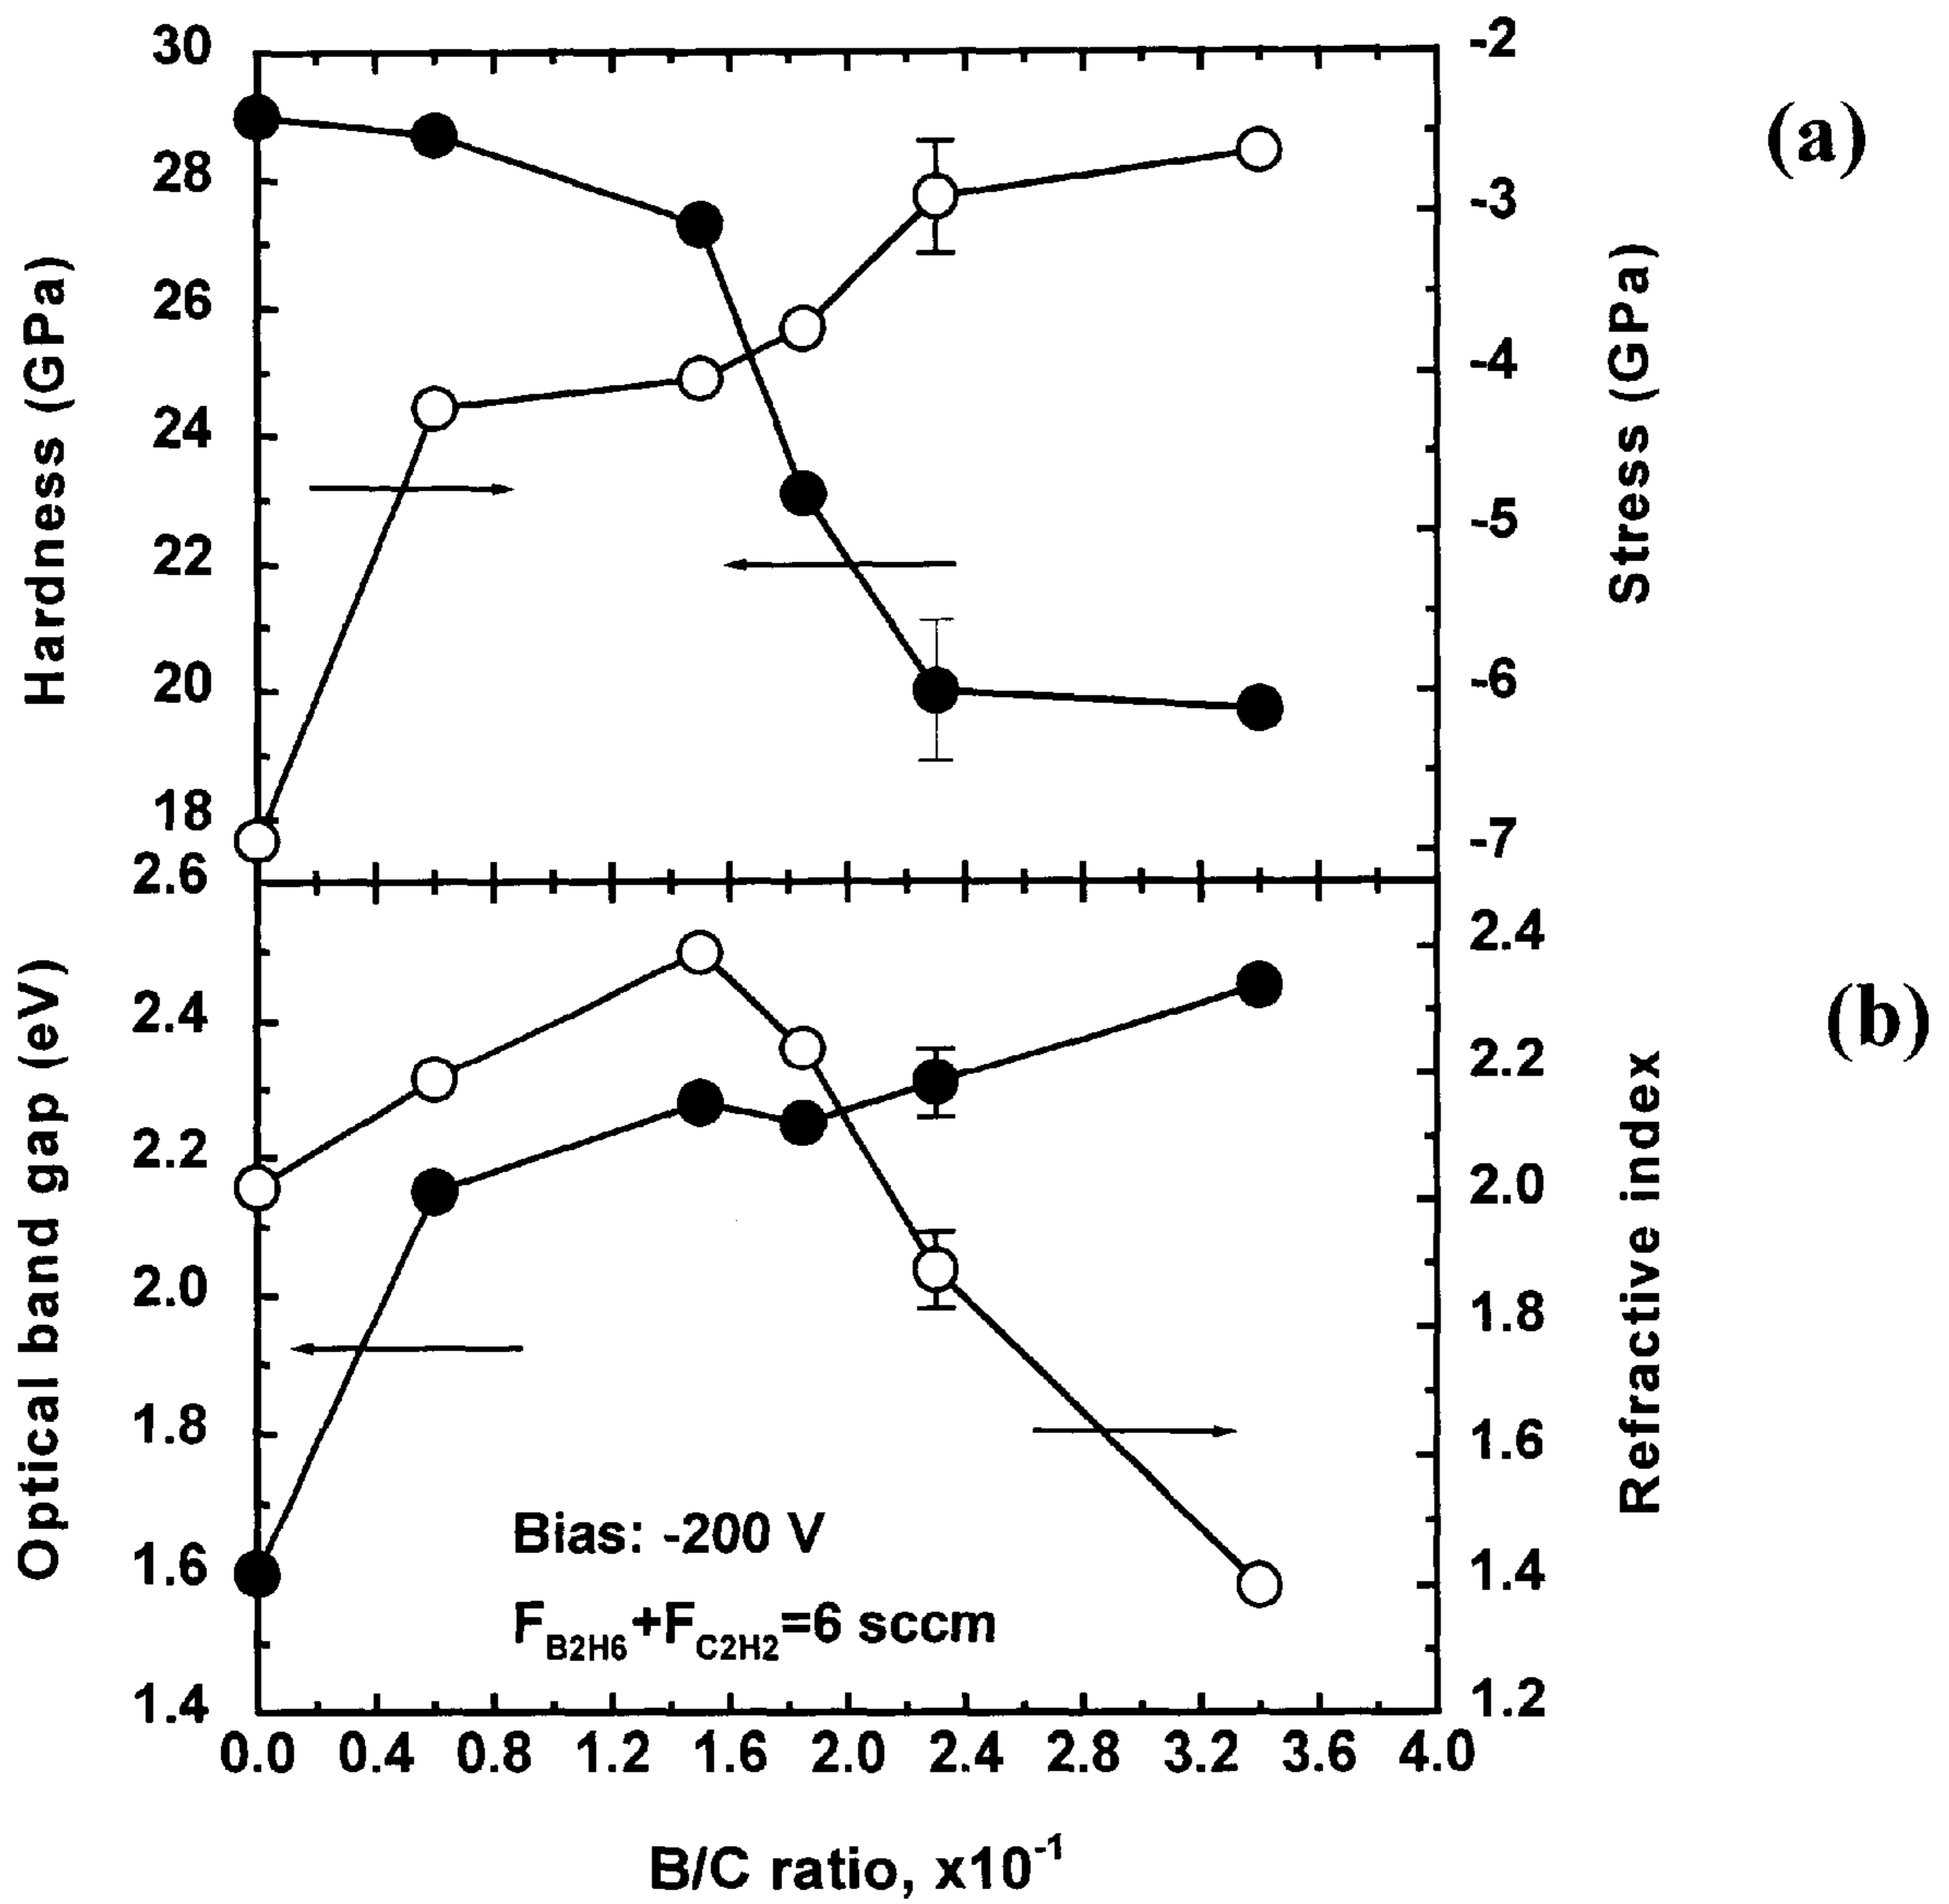 (a)
Hardness (GPa)
30
28
26
24
22
20
18
Stress (GPa)
-2
-3
-4
-5
-6
-7
(b)
Optical band gap (eV)
2.6
2.4
2.2
2.0
1.8
1.6
1.4
Refractive index
2.4
2.2
2.0
1.8
1.6
1.4
1.2
Bias: -200 V
F_B2H6+F_C2H2=6 sccm
0.0 0.4 0.8 1.2 1.6 2.0 2.4 2.8 3.2 3.6 4.0
B/C ratio, x10^-1